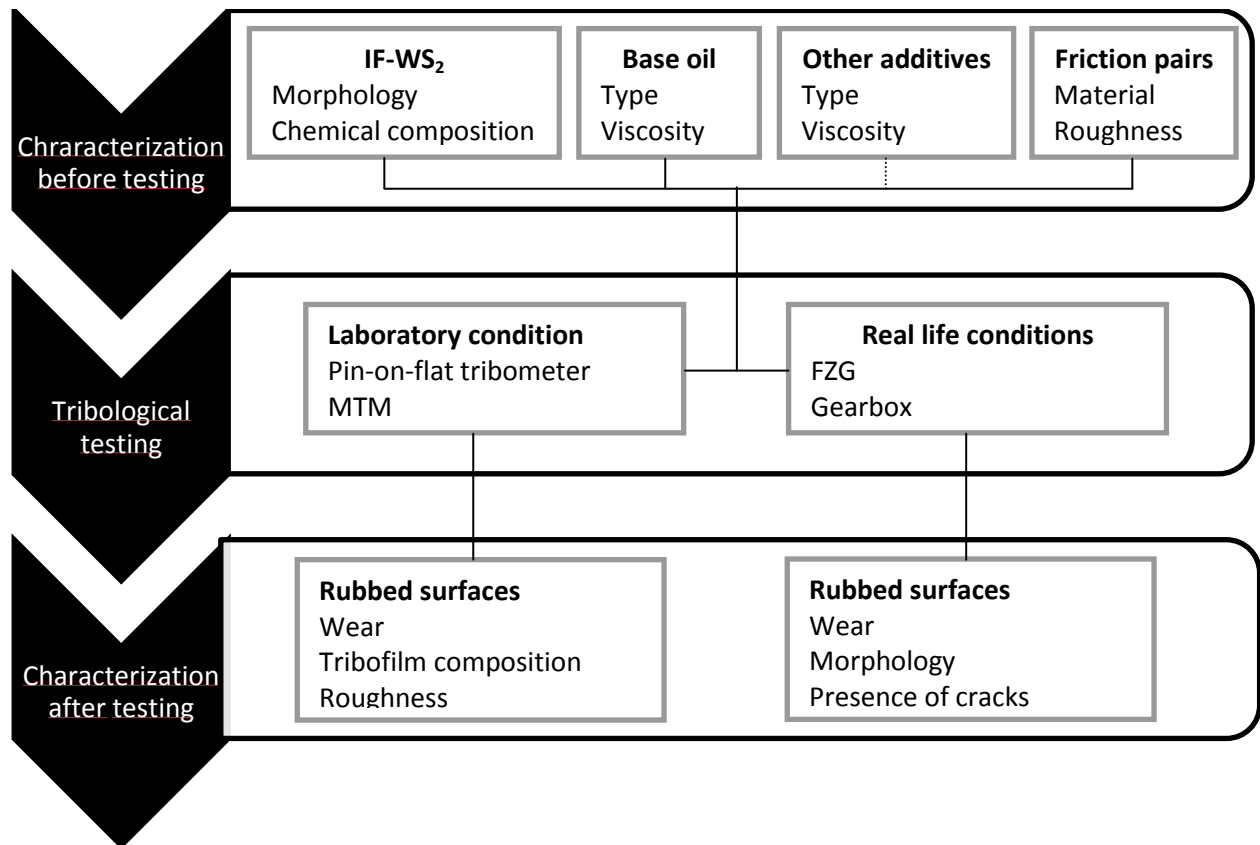 IF-WS₂
Morphology
Chemical composition
Base oil
Type
Viscosity
Other additives
Type
Viscosity
Friction pairs
Material
Roughness
Chraracterization
before testing
Laboratory condition
Pin-on-flat tribometer
MTM
Real life conditions
FZG
Gearbox
Tribological
testing
Rubbed surfaces
Wear
Tribofilm composition
Roughness
Rubbed surfaces
Wear
Morphology
Presence of cracks
Characterization
after testing